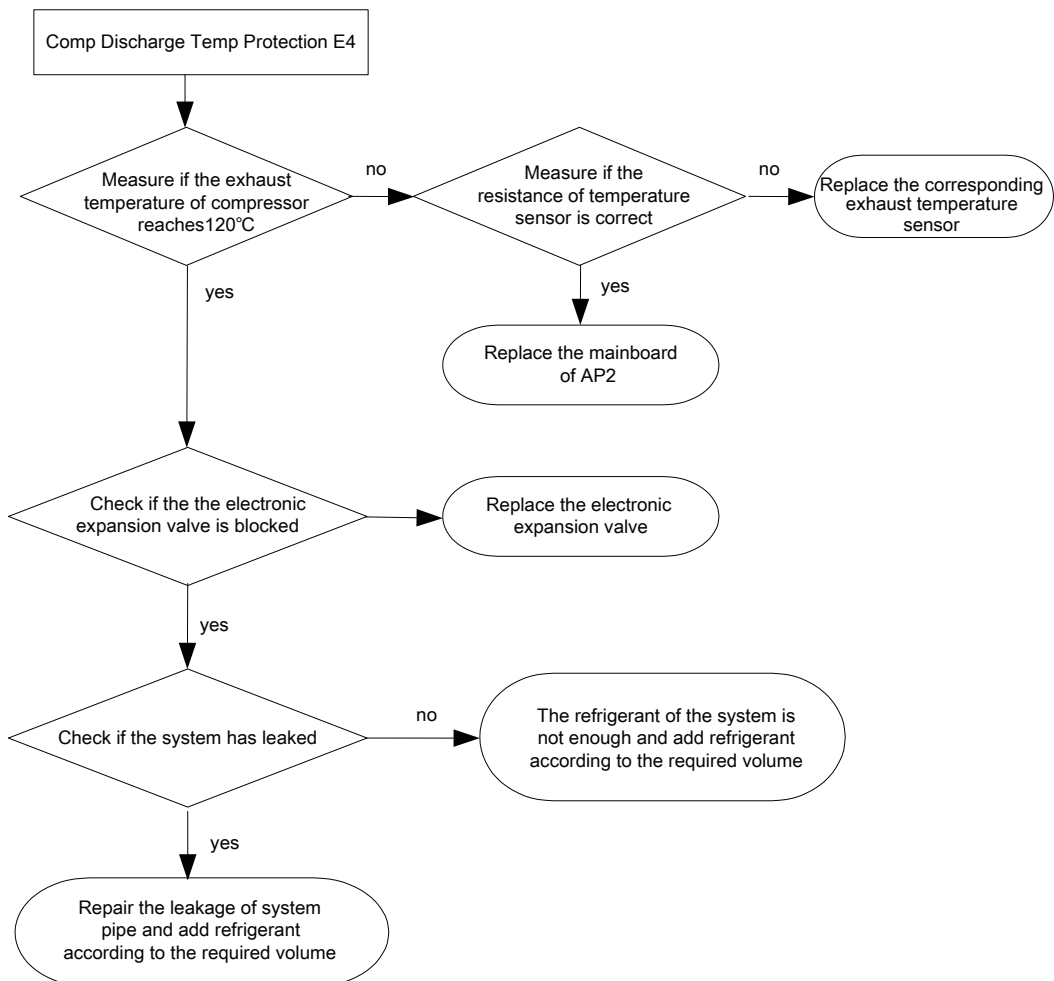 Comp Discharge Temp Protection E4
Measure if the exhaust
temperature of compressor
reaches120℃
no
Measure if the
resistance of temperature
sensor is correct
no
Replace the corresponding
exhaust temperature
sensor
yes
yes
Replace the mainboard
of AP2
Check if the the electronic
expansion valve is blocked
Replace the electronic
expansion valve
yes
Check if the system has leaked
no
The refrigerant of the system is
not enough and add refrigerant
according to the required volume
yes
Repair the leakage of system
pipe and add refrigerant
according to the required volume